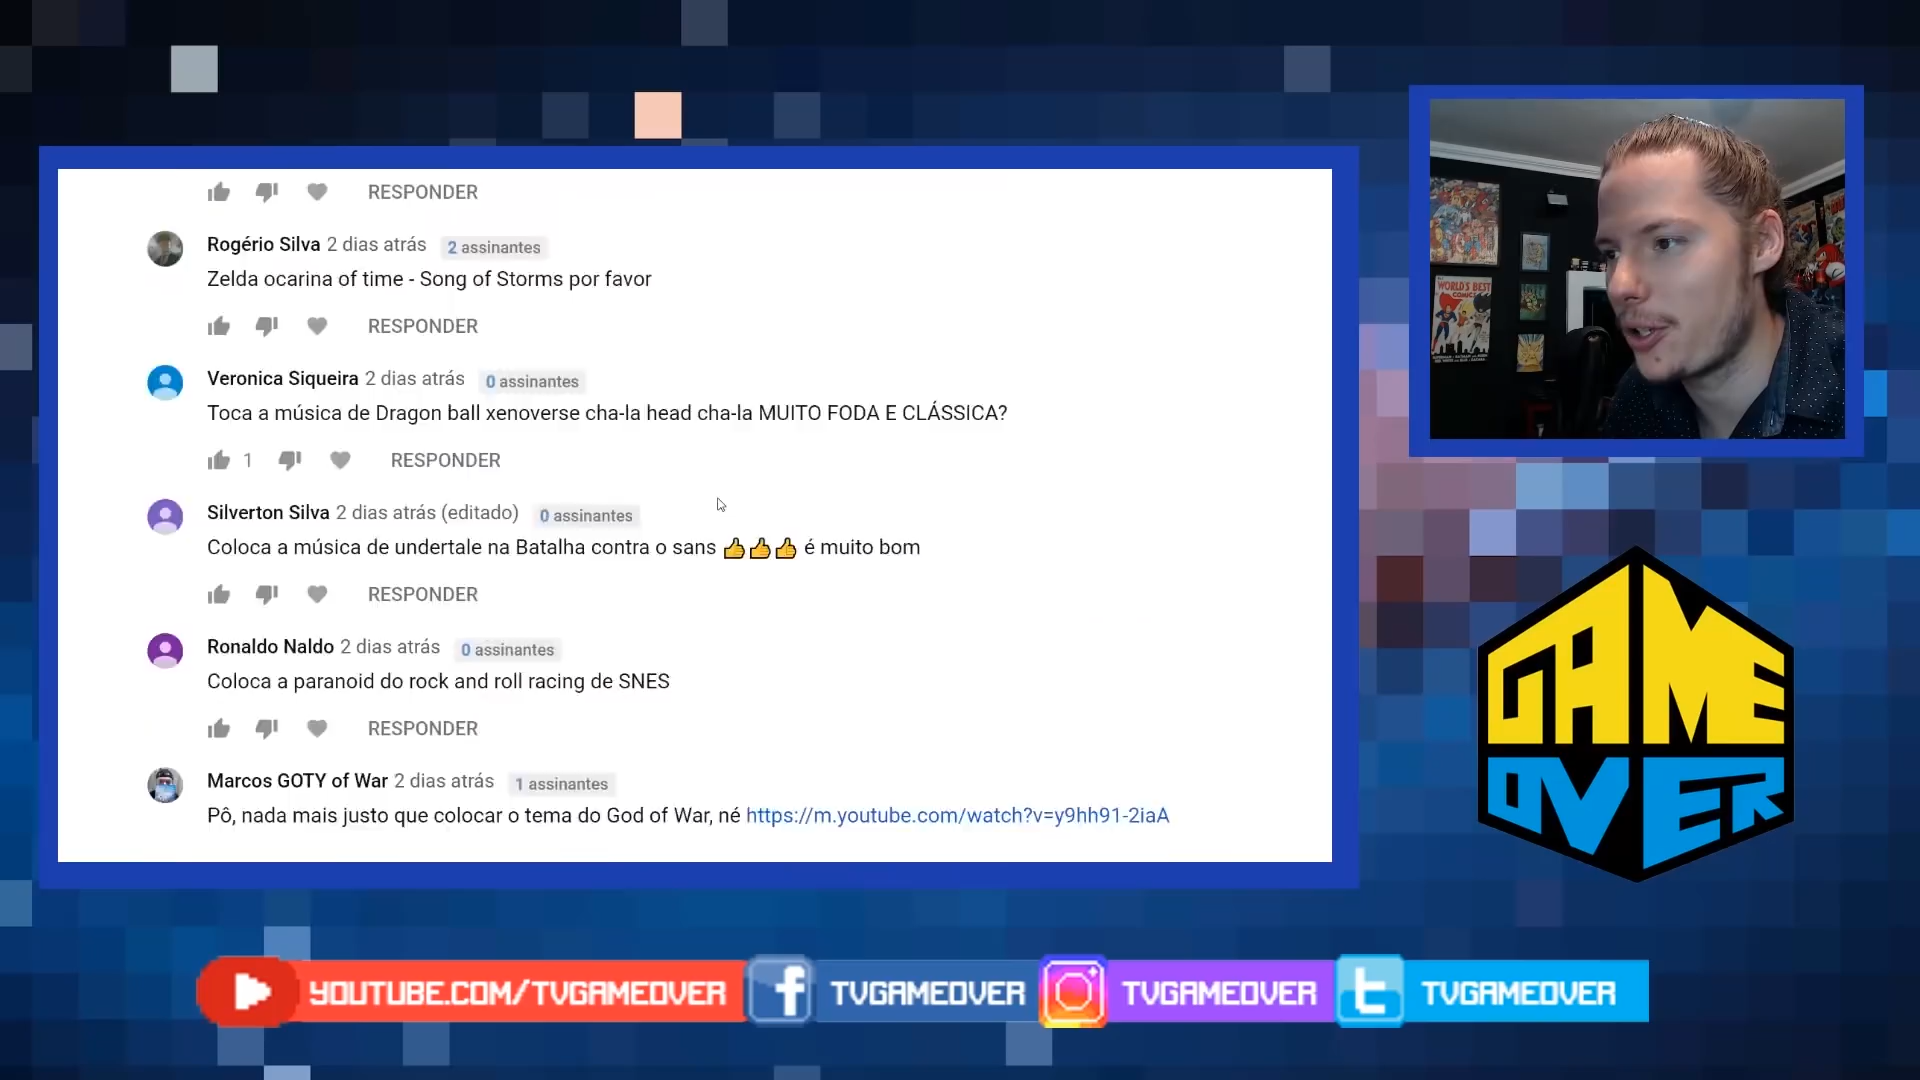 RESPONDER
Rogério Silva 2 dias atrás 2 assinantes
Zelda ocarina of time - Song of Storms por favor
RESPONDER
Veronica Siqueira 2 dias atrás 0 assinantes
Toca a música de Dragon ball xenoverse cha-la head cha-la MUITO FODA E CLÁSSICA?
1 RESPONDER
Silverton Silva 2 dias atrás (editado) 0 assinantes
Coloca a música de undertale na Batalha contra o sans 👍👍👍 é muito bom
RESPONDER
Ronaldo Naldo 2 dias atrás 0 assinantes
Coloca a paranoid do rock and roll racing de SNES
RESPONDER
Marcos GOTY of War 2 dias atrás 1 assinantes
Pô, nada mais justo que colocar o tema do God of War, né https://m.youtube.com/watch?v=y9hh91-2iaA
WORLD'S BEST
COMICS
GAME
OVER
YOUTUBE.COM/TVGAMEOVER
TVGAMEOVER
TVGAMEOVER
TVGAMEOVER